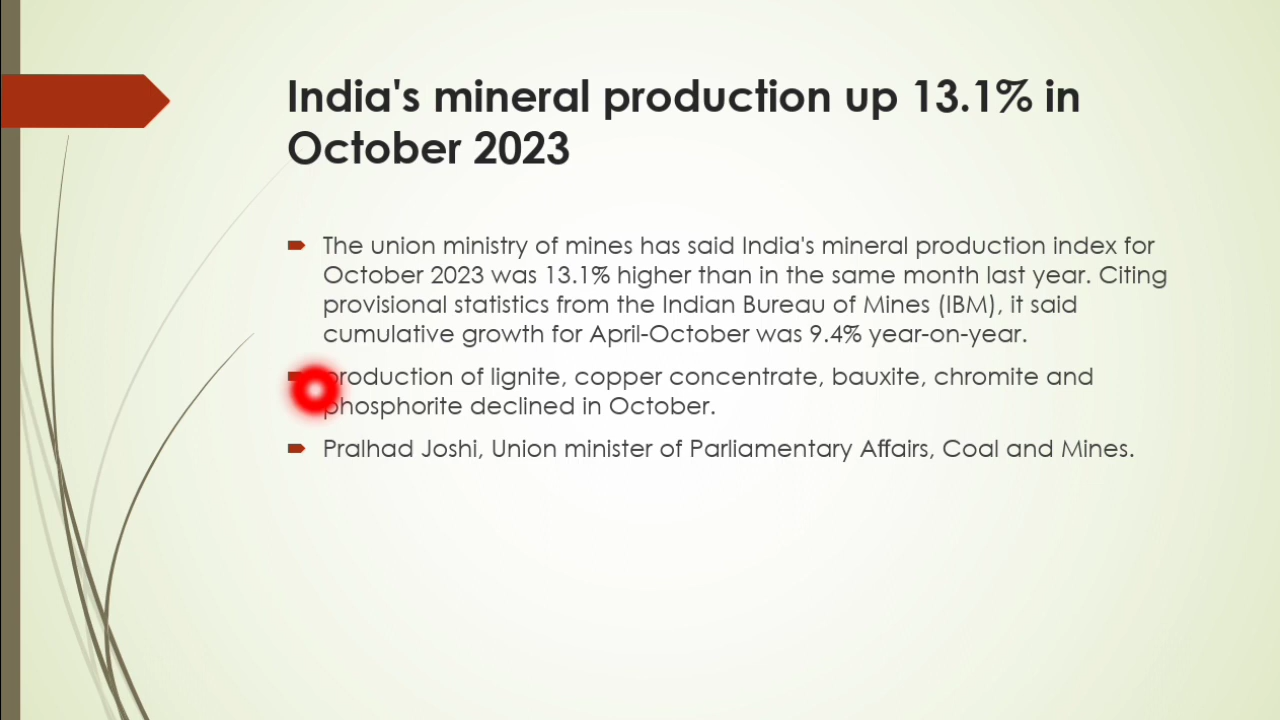 India's mineral production up 13.1% in
October 2023
The union ministry of mines has said India's mineral production index for
October 2023 was 13.1% higher than in the same month last year. Citing
provisional statistics from the Indian Bureau of Mines (IBM), it said
cumulative growth for April-October was 9.4% year-on-year.
production of lignite, copper concentrate, bauxite, chromite and
phosphorite declined in October.
Pralhad Joshi, Union minister of Parliamentary Affairs, Coal and Mines.